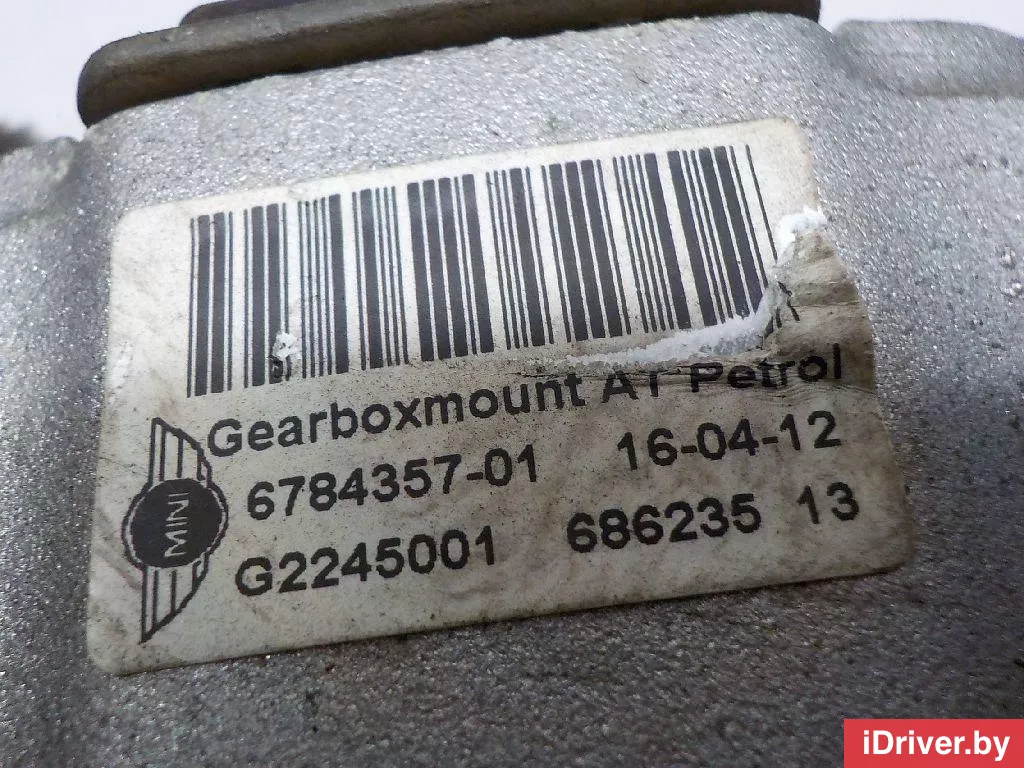 Gearboxmount AT Petrol
6784357-01 16-04-12
G2245001 686235 13
MINI
iDriver.by